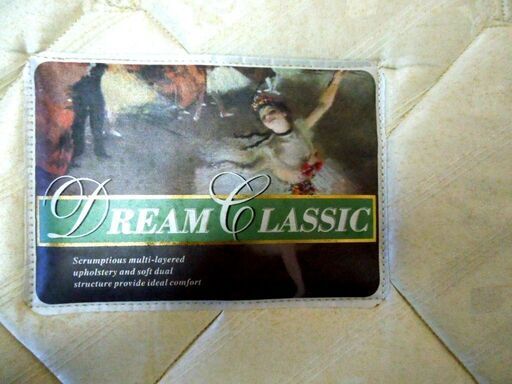 DREAM CLASSIC
Scrumptious multi-layered
upholstery and soft dual
structure provide ideal comfort